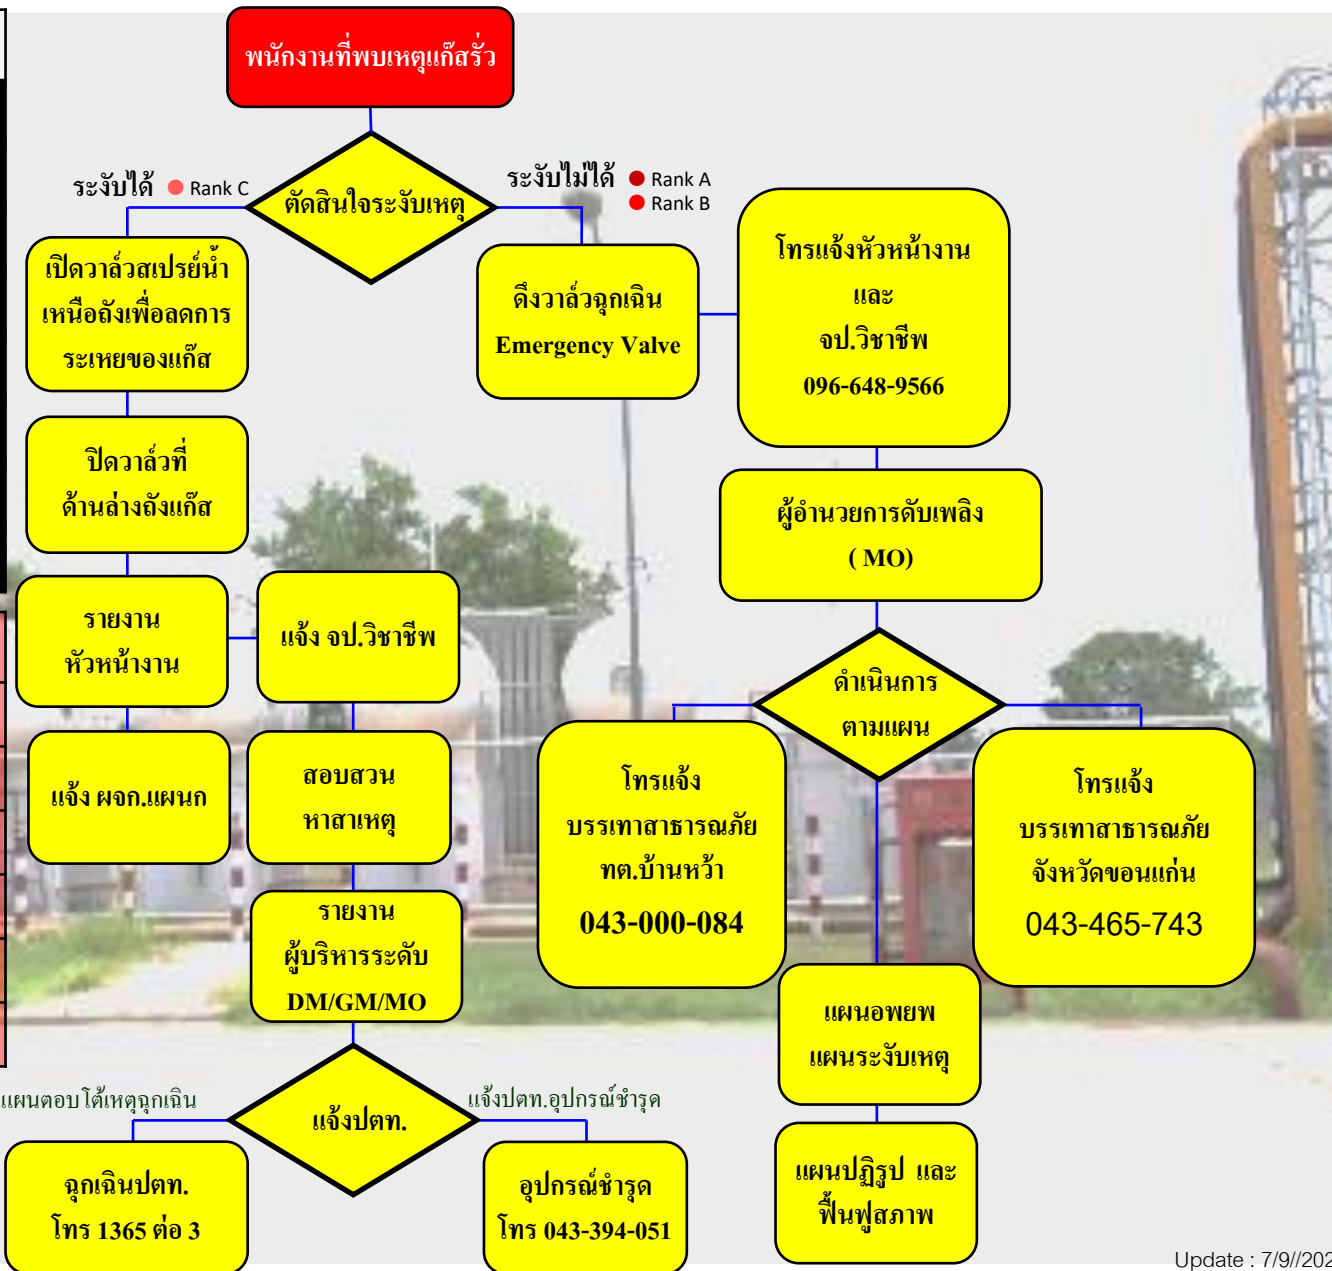 พนักงานที่พบเหตุแก๊สรั่ว
ระงับได้ Rank C
ตัดสินใจระงับเหตุ
ระงับไม่ได้ Rank A
Rank B
เปิดวาล์วสเปรย์น้ำ
เหนือถังเพื่อลดการ
ระเหยของแก๊ส
ปิดวาล์วที่
ด้านล่างถังแก๊ส
รายงาน
หัวหน้างาน
แจ้ง ผจก.แผนก
แจ้ง จป.วิชาชีพ
สอบสวน
หาสาเหตุ
รายงาน
ผู้บริหารระดับ
DM/GM/MO
แจ้งปตท.
แผนตอบโต้เหตุฉุกเฉิน
ฉุกเฉินปตท.
โทร 1365 ต่อ 3
แจ้งปตท.อุปกรณ์ชำรุด
อุปกรณ์ชำรุด
โทร 043-394-051
ดึงวาล์วฉุกเฉิน
Emergency Valve
โทรแจ้งหัวหน้างาน
และ
จป.วิชาชีพ
096-648-9566
ผู้อำนวยการดับเพลิง
( MO)
ดำเนินการ
ตามแผน
โทรแจ้ง
บรรเทาสาธารณภัย
ทต.บ้านหว้า
043-000-084
โทรแจ้ง
บรรเทาสาธารณภัย
จังหวัดขอนแก่น
043-465-743
แผนอพยพ
แผนระงับเหตุ
แผนปฏิรูป และ
ฟื้นฟูสภาพ
Update : 7/9//202